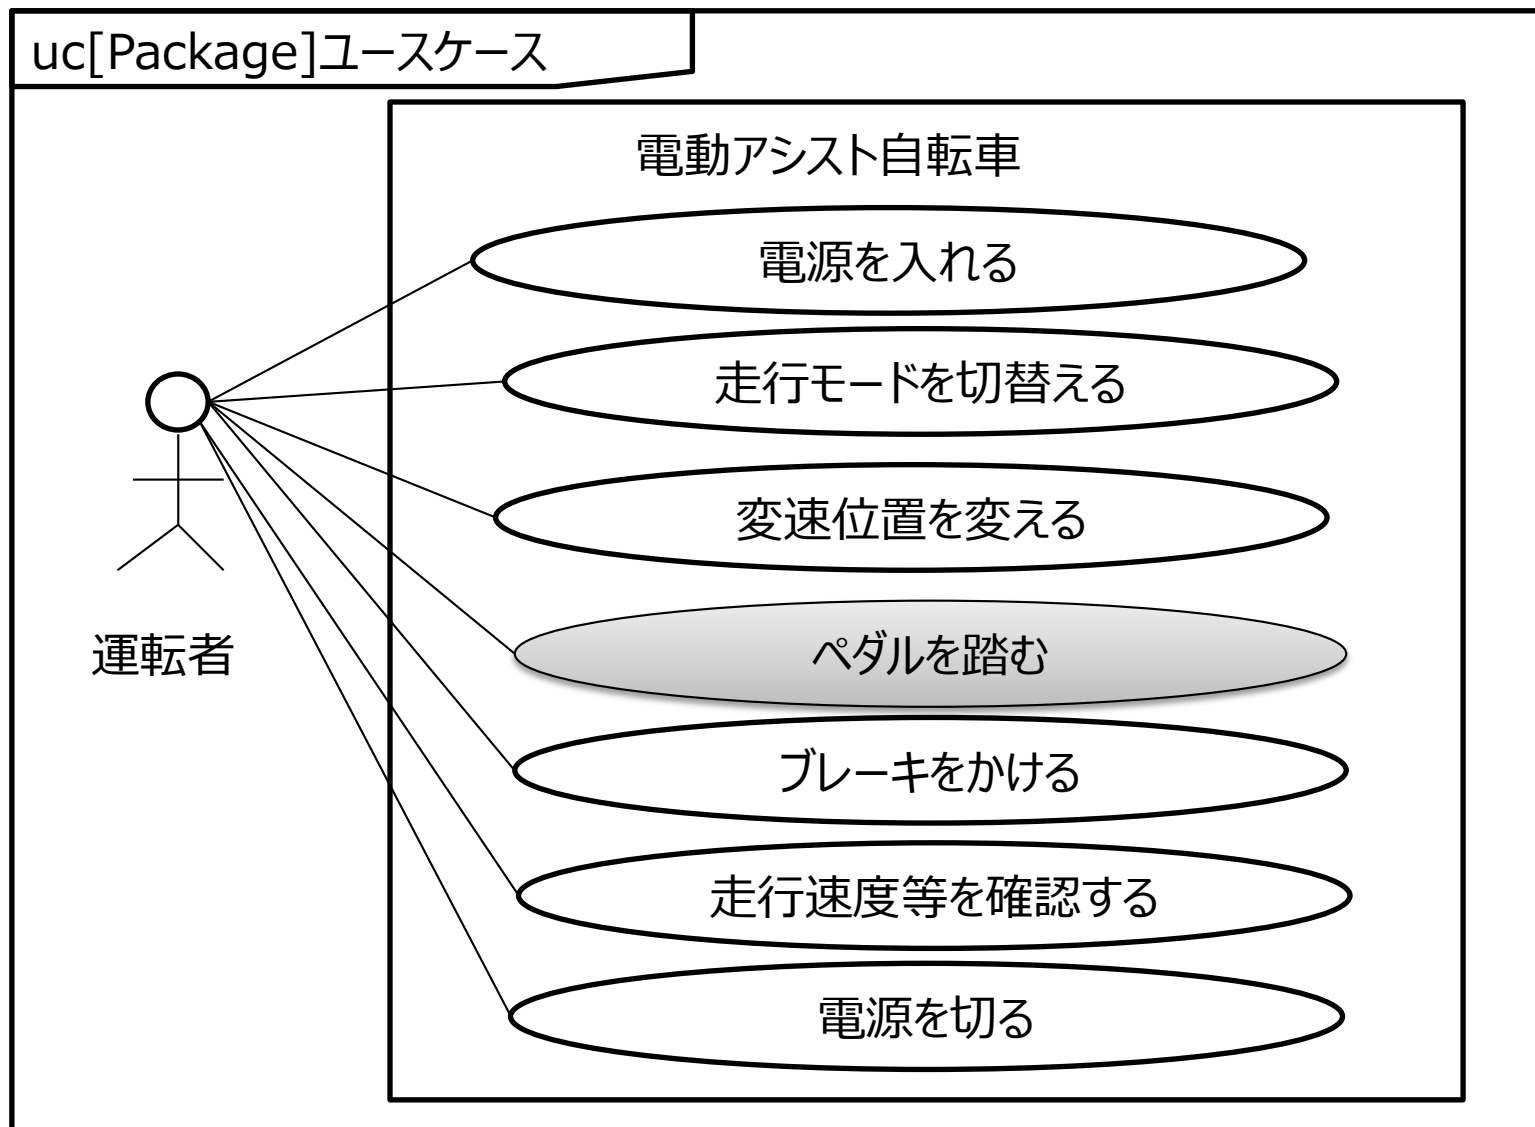 uc[Package]ユースケース
電動アシスト自転車
電源を入れる
走行モードを切替える
変速位置を変える
ペダルを踏む
運転者
ブレーキをかける
走行速度等を確認する
電源を切る